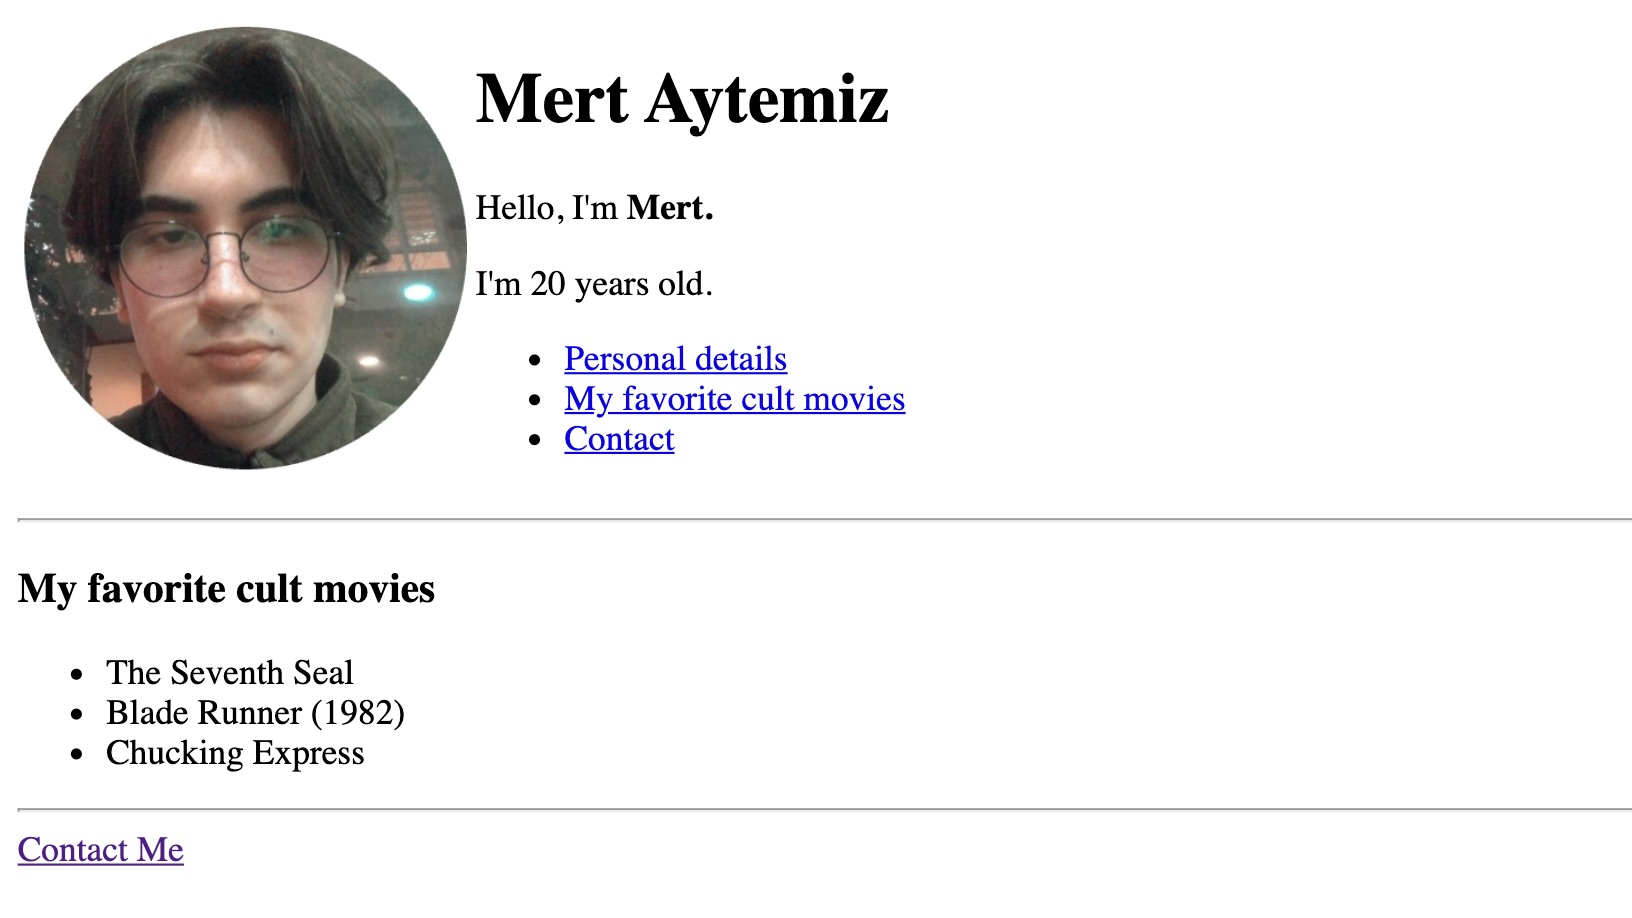 Mert Aytemiz
Hello, I'm Mert.
I'm 20 years old.
Personal details
My favorite cult movies
Contact
My favorite cult movies
The Seventh Seal
Blade Runner (1982)
Chucking Express
Contact Me